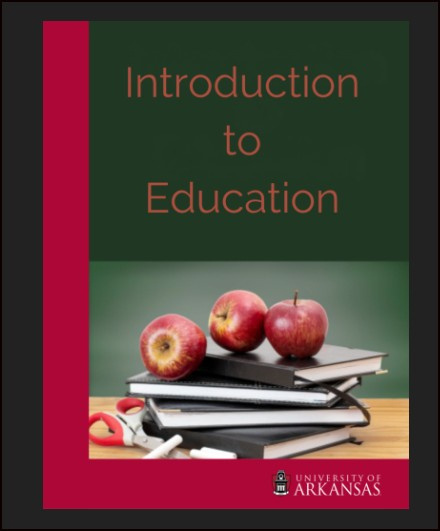 Introduction
to
Education
UNIVERSITY OF
ARKANSAS